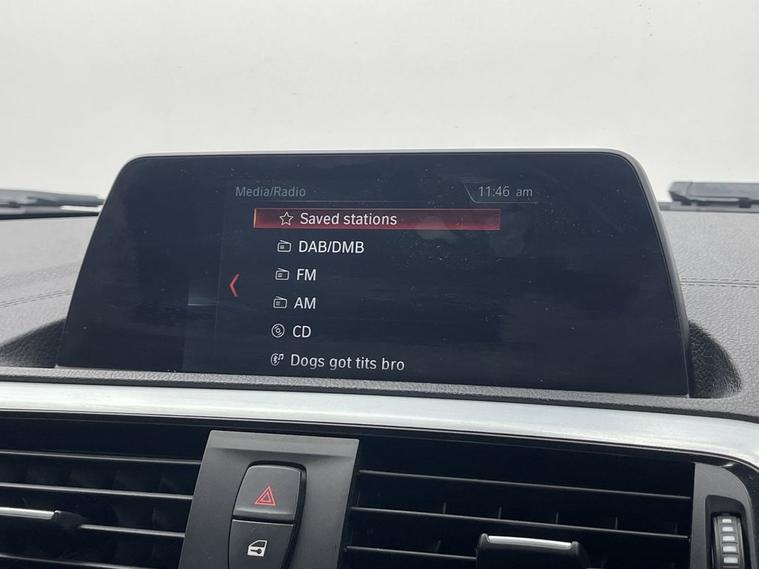 Media/Radio
11:46 am
Saved stations
DAB/DMB
FM
AM
CD
Dogs got tits bro